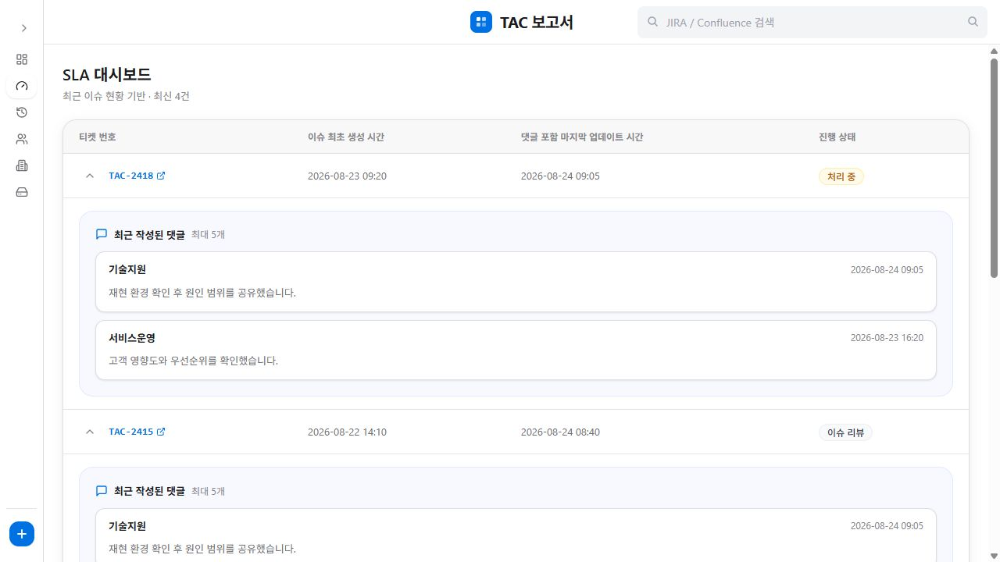 TAC 보고서
JIRA / Confluence 검색
SLA 대시보드
최근 이슈 현황 기반 · 최신 4건
티켓 번호 이슈 최초 생성 시간 댓글 포함 마지막 업데이트 시간 진행 상태
TAC-2418 2026-08-23 09:20 2026-08-24 09:05 처리 중
최근 작성된 댓글 최대 5개
기술지원 2026-08-24 09:05
재현 환경 확인 후 원인 범위를 공유했습니다.
서비스운영 2026-08-23 16:20
고객 영향도와 우선순위를 확인했습니다.
TAC-2415 2026-08-22 14:10 2026-08-24 08:40 이슈 리뷰
최근 작성된 댓글 최대 5개
기술지원 2026-08-24 09:05
재현 환경 확인 후 원인 범위를 공유했습니다.